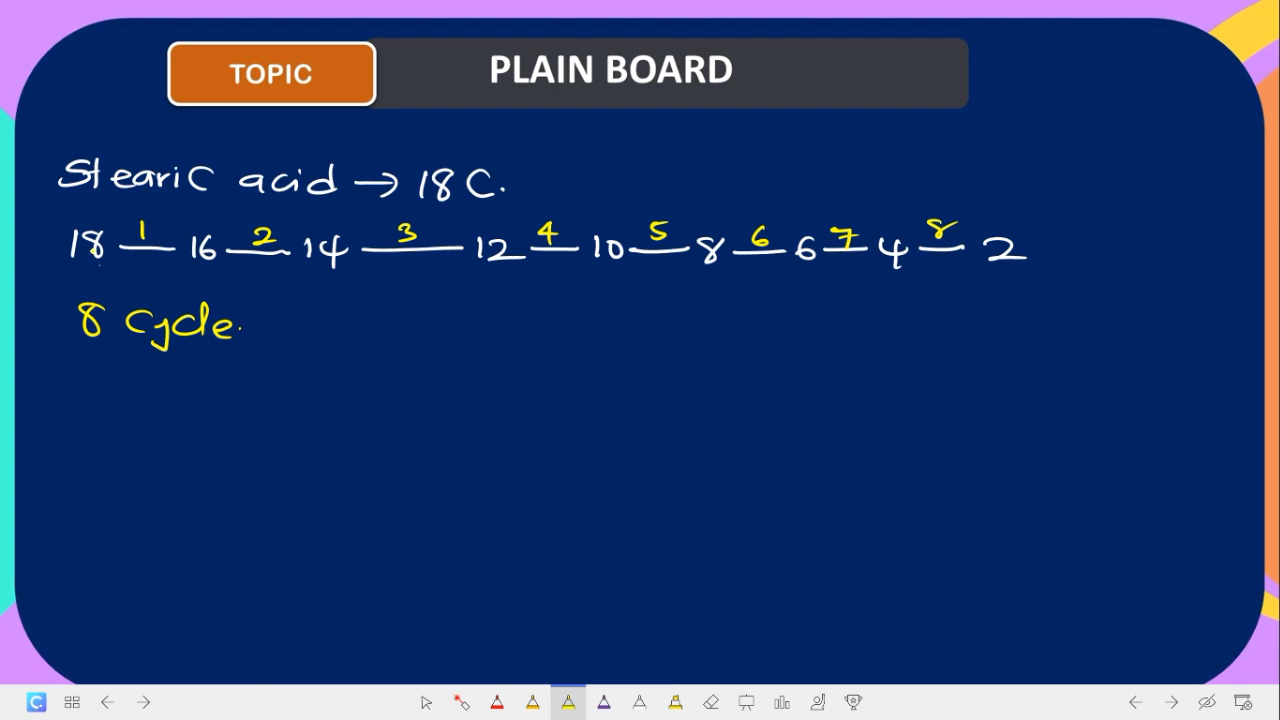 TOPIC PLAIN BOARD
Stearic acid → 18 C.
18 1 16 2 14 3 12 4 10 5 8 6 6 7 4 8 2
8 cycle.